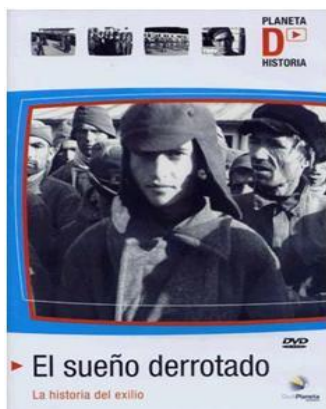 PLANETA
D
HISTORIA
DVD
El sueño derrotado
La historia del exilio